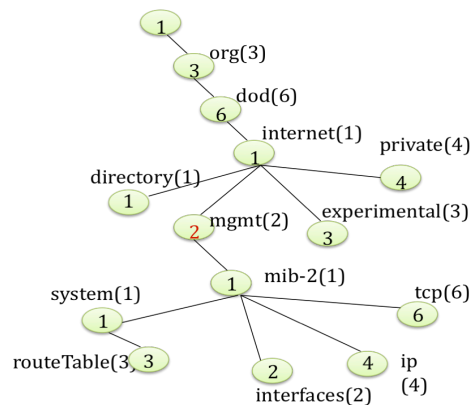 1
org(3)
3
dod(6)
6
internet(1)
1
private(4)
4
directory(1)
1
mgmt(2)
2
experimental(3)
3
mib-2(1)
1
system(1)
1
tcp(6)
6
routeTable(3)
3
interfaces(2)
2
ip
(4)
4